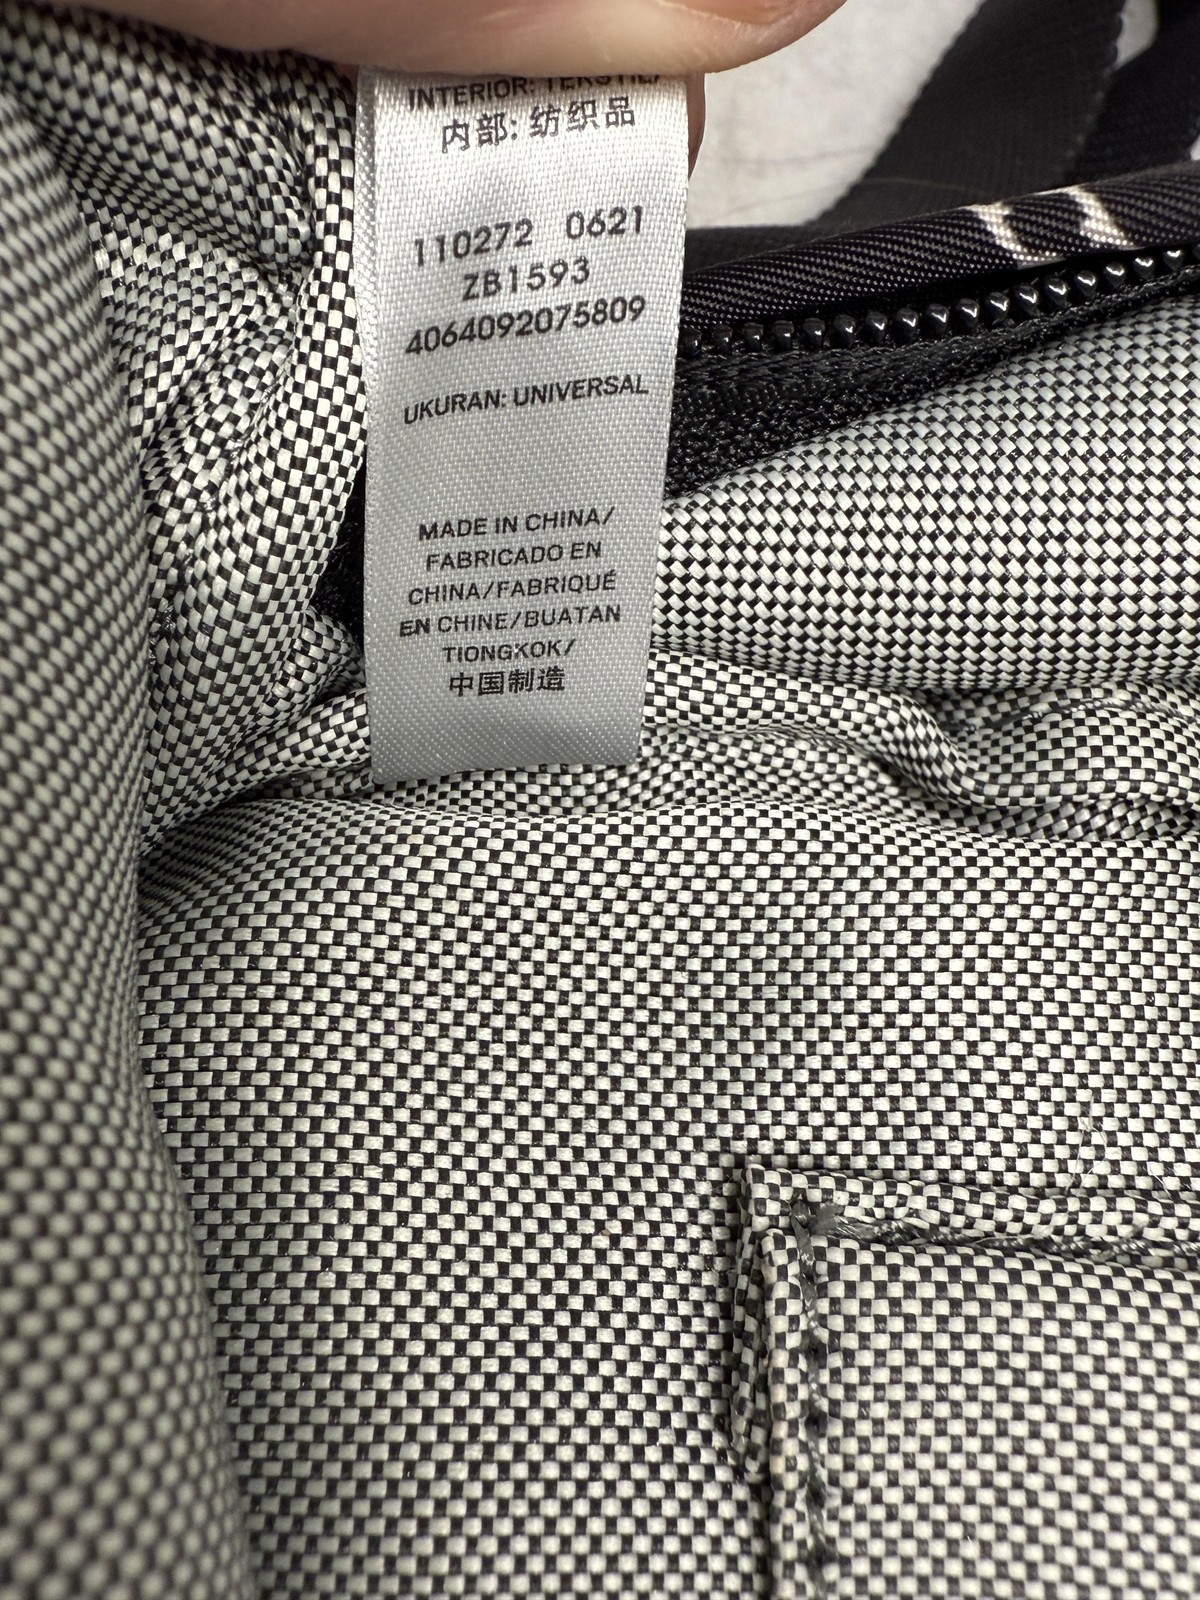 INTERIOR: TEKSTIL/
内部: 纺织品
110272 0621
ZB1593
4064092075809
UKURAN: UNIVERSAL
MADE IN CHINA/
FABRICADO EN
CHINA/FABRIQUÉ
EN CHINE/BUATAN
TIONGKOK/
中国制造